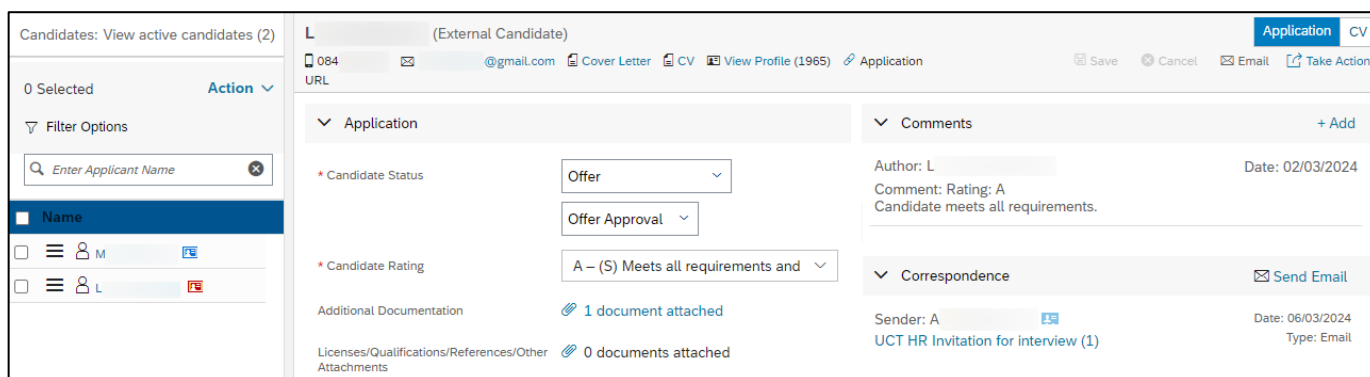 Candidates: View active candidates (2)
0 Selected Action
Filter Options
Enter Applicant Name
Name
M
L
L (External Candidate)
Application CV
084 @gmail.com Cover Letter CV View Profile (1965) Application
URL
Save Cancel Email Take Action
Application
* Candidate Status Offer
Offer Approval
* Candidate Rating A – (S) Meets all requirements and
Additional Documentation 1 document attached
Licenses/Qualifications/References/Other 0 documents attached
Attachments
Comments + Add
Author: L Date: 02/03/2024
Comment: Rating: A
Candidate meets all requirements.
Correspondence Send Email
Sender: A Date: 06/03/2024
UCT HR Invitation for interview (1) Type: Email